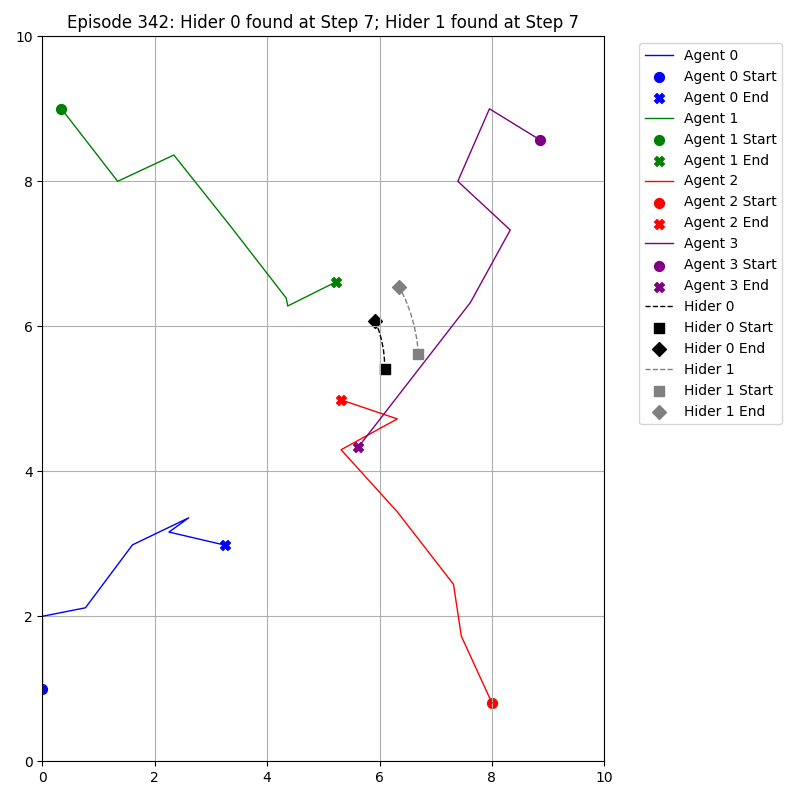 Episode 342: Hider 0 found at Step 7; Hider 1 found at Step 7
10
8
6
4
2
0
0 2 4 6 8 10
Agent 0
Agent 0 Start
Agent 0 End
Agent 1
Agent 1 Start
Agent 1 End
Agent 2
Agent 2 Start
Agent 2 End
Agent 3
Agent 3 Start
Agent 3 End
Hider 0
Hider 0 Start
Hider 0 End
Hider 1
Hider 1 Start
Hider 1 End